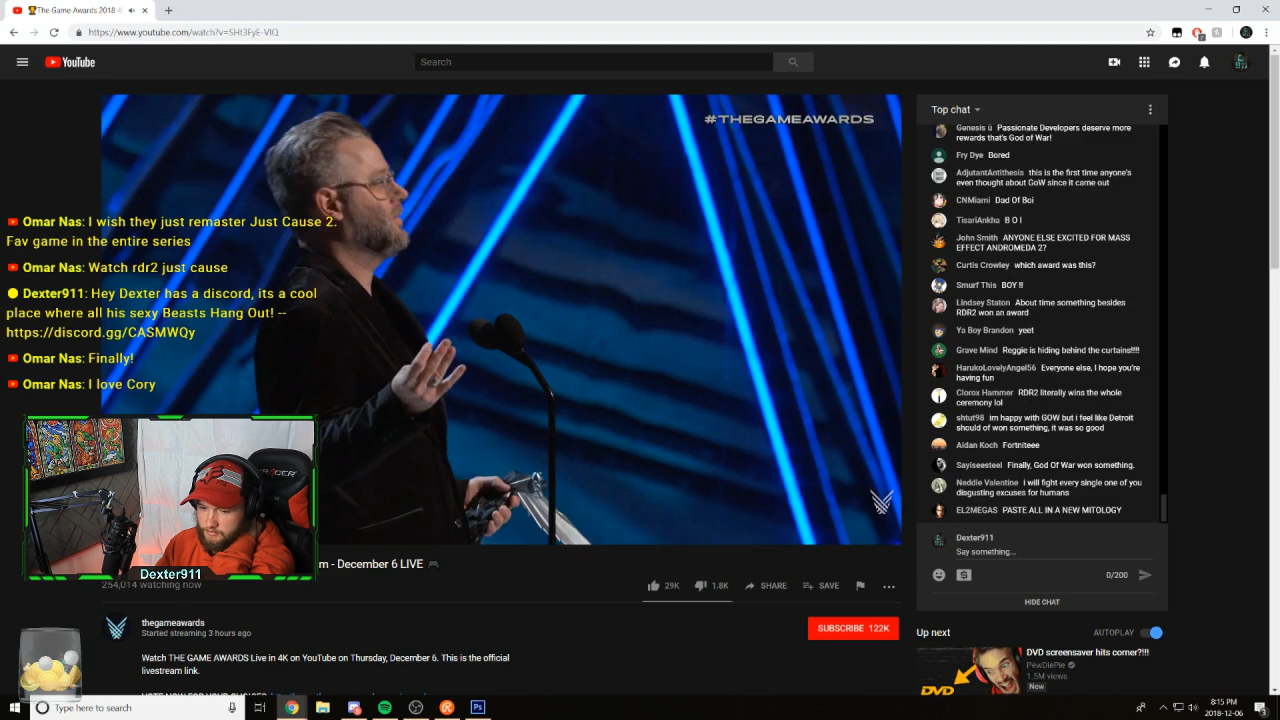 The Game Awards 2018 4
https://www.youtube.com/watch?v=SHt3FyE-VIQ
YouTube
Search
#THEGAMEAWARDS
Omar Nas: I wish they just remaster Just Cause 2.
Fav game in the entire series
Omar Nas: Watch rdr2 just cause
Dexter911: Hey Dexter has a discord, its a cool
place where all his sexy Beasts Hang Out! --
https://discord.gg/CASMWQy
Omar Nas: Finally!
Omar Nas: I love Cory
Dexter911
m - December 6 LIVE
254,014 watching now
29K
1.8K
SHARE
SAVE
thegameawards
Started streaming 3 hours ago
SUBSCRIBE 122K
Watch THE GAME AWARDS Live in 4K on YouTube on Thursday, December 6. This is the official
livestream link.
Top chat
Genesis ü Passionate Developers deserve more
rewards that's God of War!
Fry Dye Bored
AdjutantAntithesis this is the first time anyone's
even thought about GoW since it came out
CNMiami Dad Of Boi
TisariAnkha B O I
John Smith ANYONE ELSE EXCITED FOR MASS
EFFECT ANDROMEDA 2?
Curtis Crowley which award was this?
Smurf This BOY !!
Lindsey Staton About time something besides
RDR2 won an award
Ya Boy Brandon yeet
Grave Mind Reggie is hiding behind the curtains!!!!
HarukoLovelyAngel56 Everyone else, I hope you're
having fun
Clorox Hammer RDR2 literally wins the whole
ceremony lol
shtut98 im happy with GOW but i feel like Detroit
should of won something, it was so good
Aidan Koch Fortniteee
Sayiseesteel Finally, God Of War won something.
Neddie Valentine i will fight every single one of you
disgusting excuses for humans
EL2MEGAS PASTE ALL IN A NEW MITOLOGY
Dexter911
Say something...
0/200
HIDE CHAT
Up next
AUTOPLAY
DVD screensaver hits corner?!!!
PewDiePie
1.5M views
New
DVD
Type here to search
8:15 PM
2018-12-06